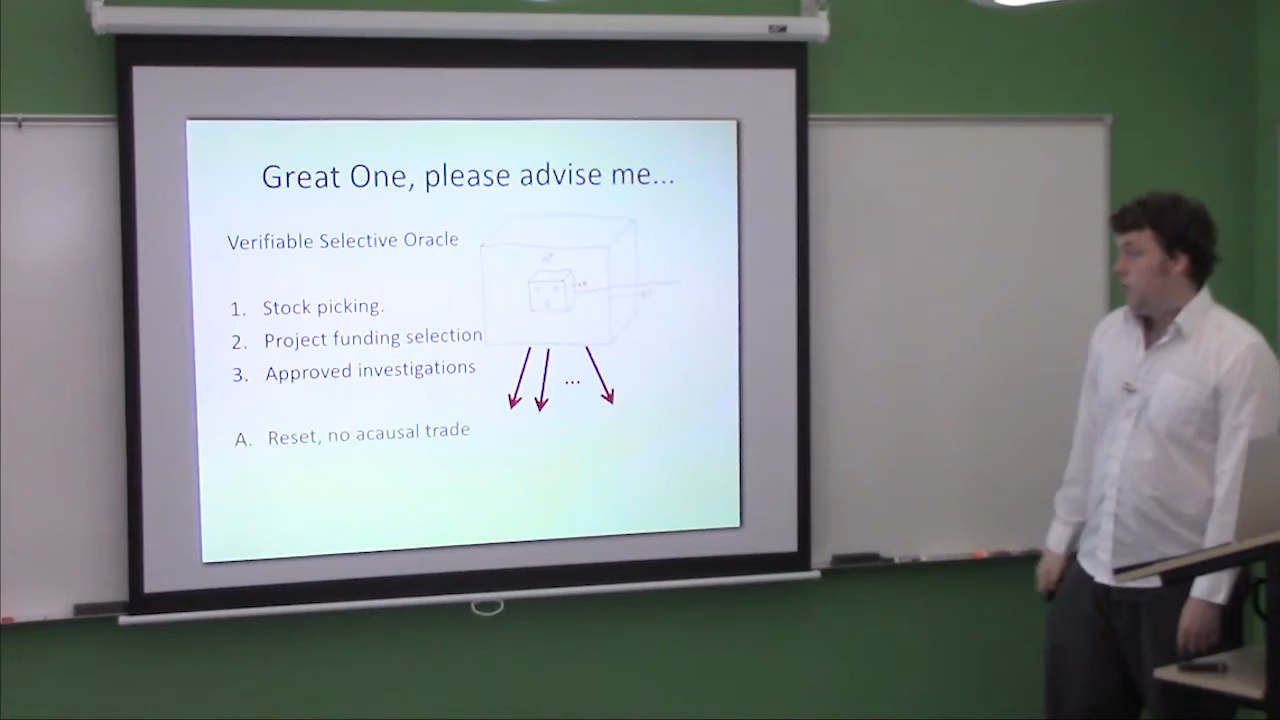 Great One, please advise me...
Verifiable Selective Oracle
1. Stock picking.
2. Project funding selection
3. Approved investigations
...
A. Reset, no acausal trade